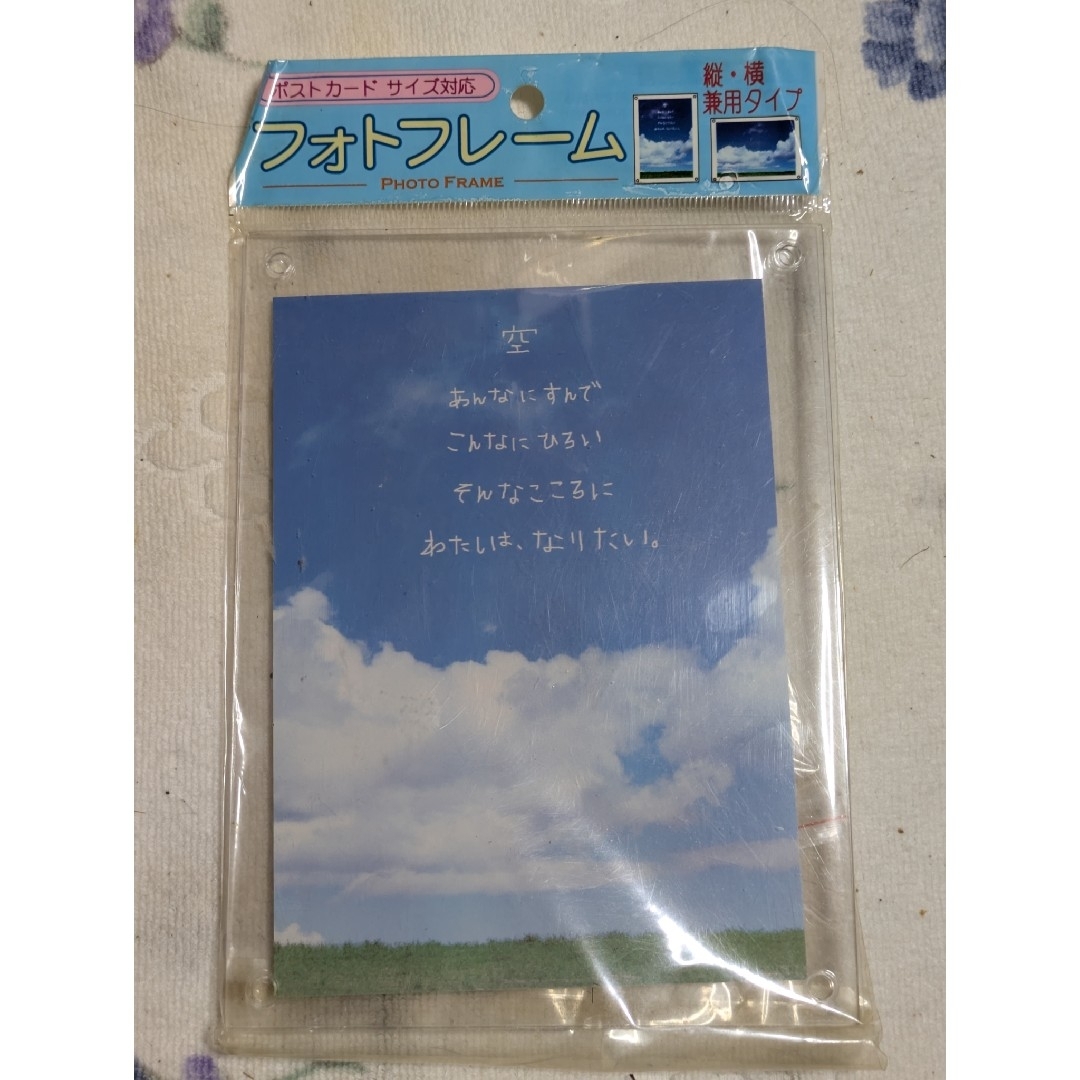 ポストカード サイズ対応
フォトフレーム
PHOTO FRAME
縦・横
兼用タイプ
空
あんなにすんで
こんなにひろい
そんなこころに
わたしは、なりたい。